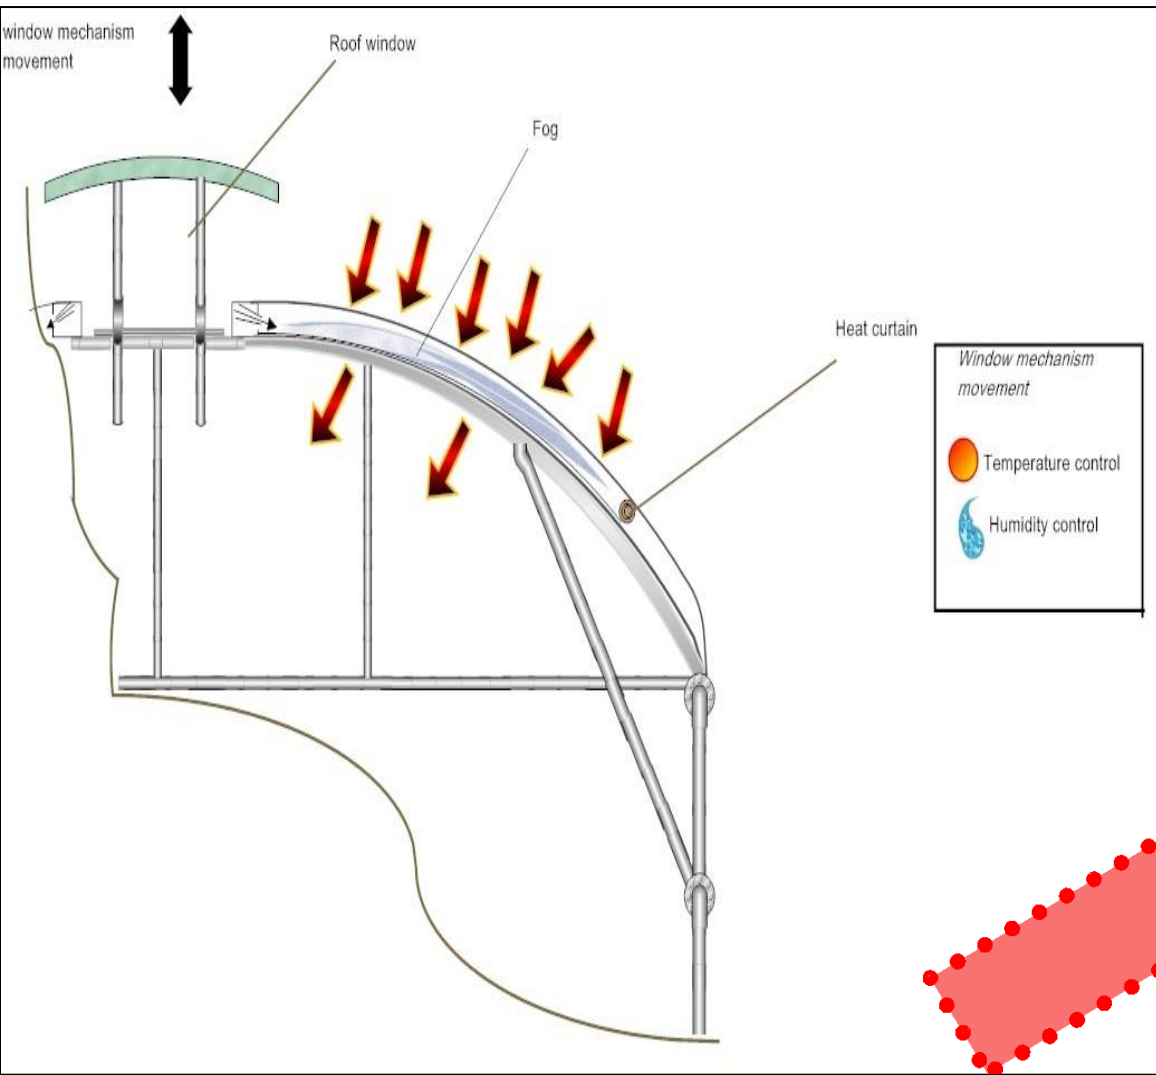 window mechanism
movement
Roof window
Fog
Heat curtain
Window mechanism
movement
Temperature control
Humidity control